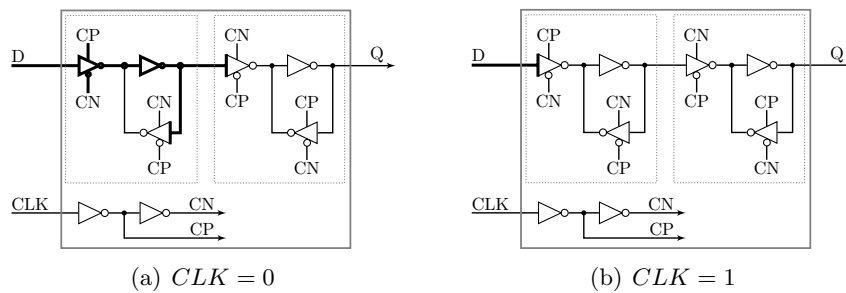 CP CN CP CN
D Q D Q
CN CN CP CP CN CN CP CP
CP CN CP CN
CLK CN CLK CN
CP CP
(a) CLK = 0 (b) CLK = 1